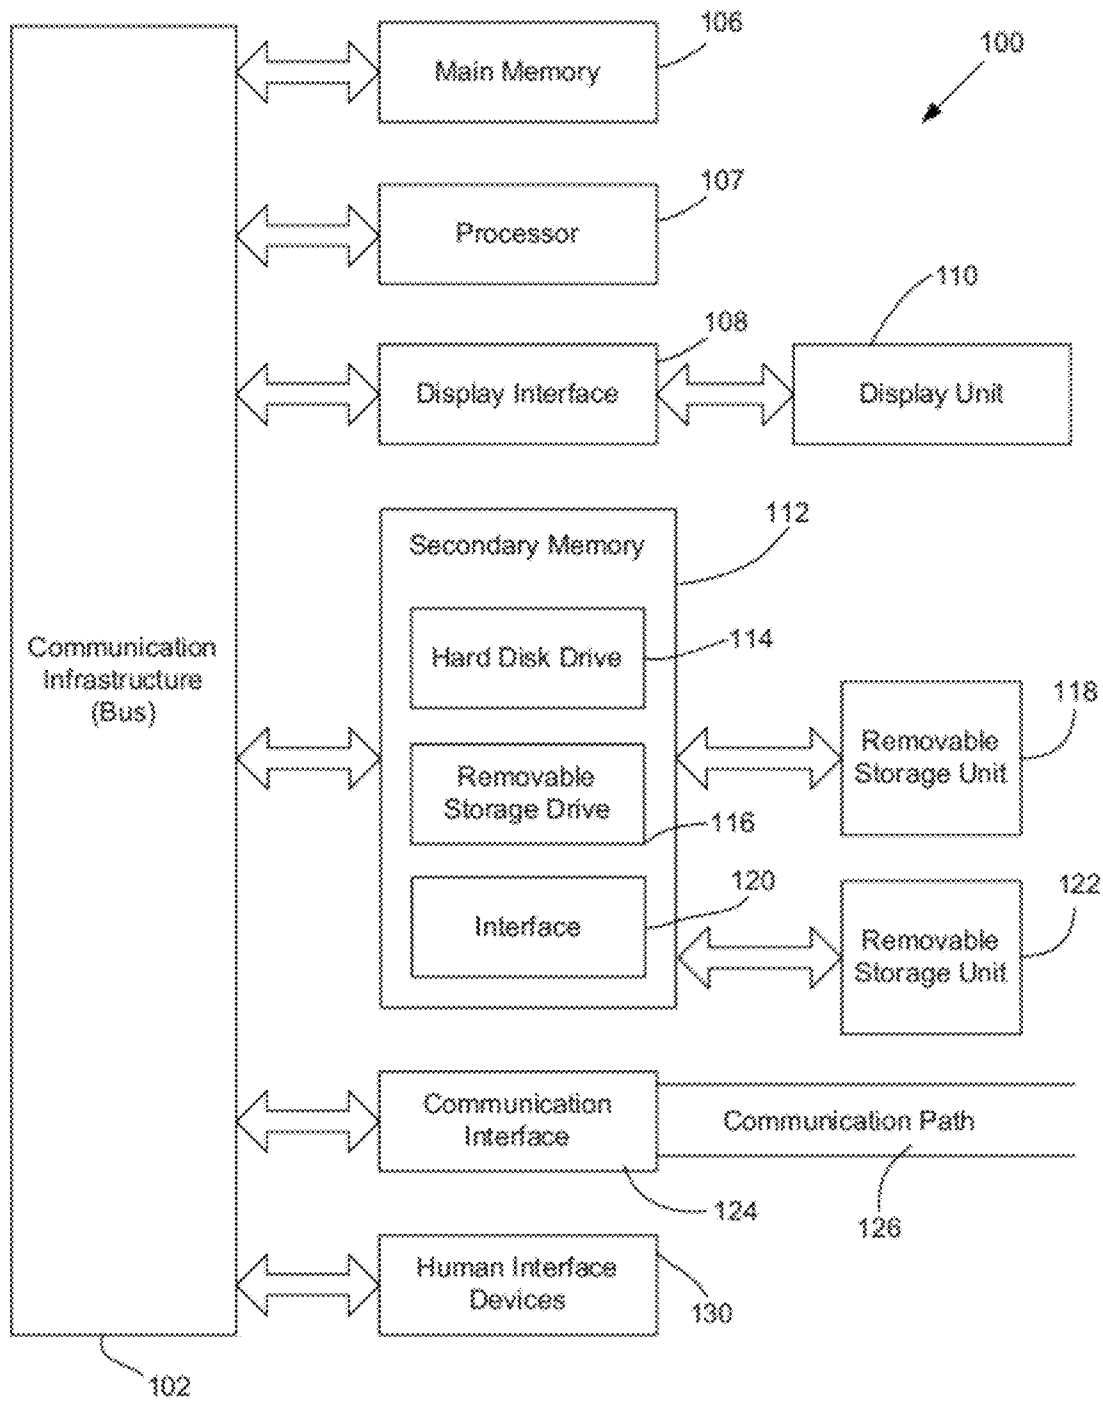 106
Main Memory
100
107
Processor
110
108
Display Interface
Display Unit
112
Secondary Memory
Communication
Infrastructure
(Bus)
Hard Disk Drive
114
118
Removable
Storage Unit
Removable
Storage Drive
116
120
122
Interface
Removable
Storage Unit
Communication
Interface
Communication Path
124
126
Human Interface
Devices
130
102